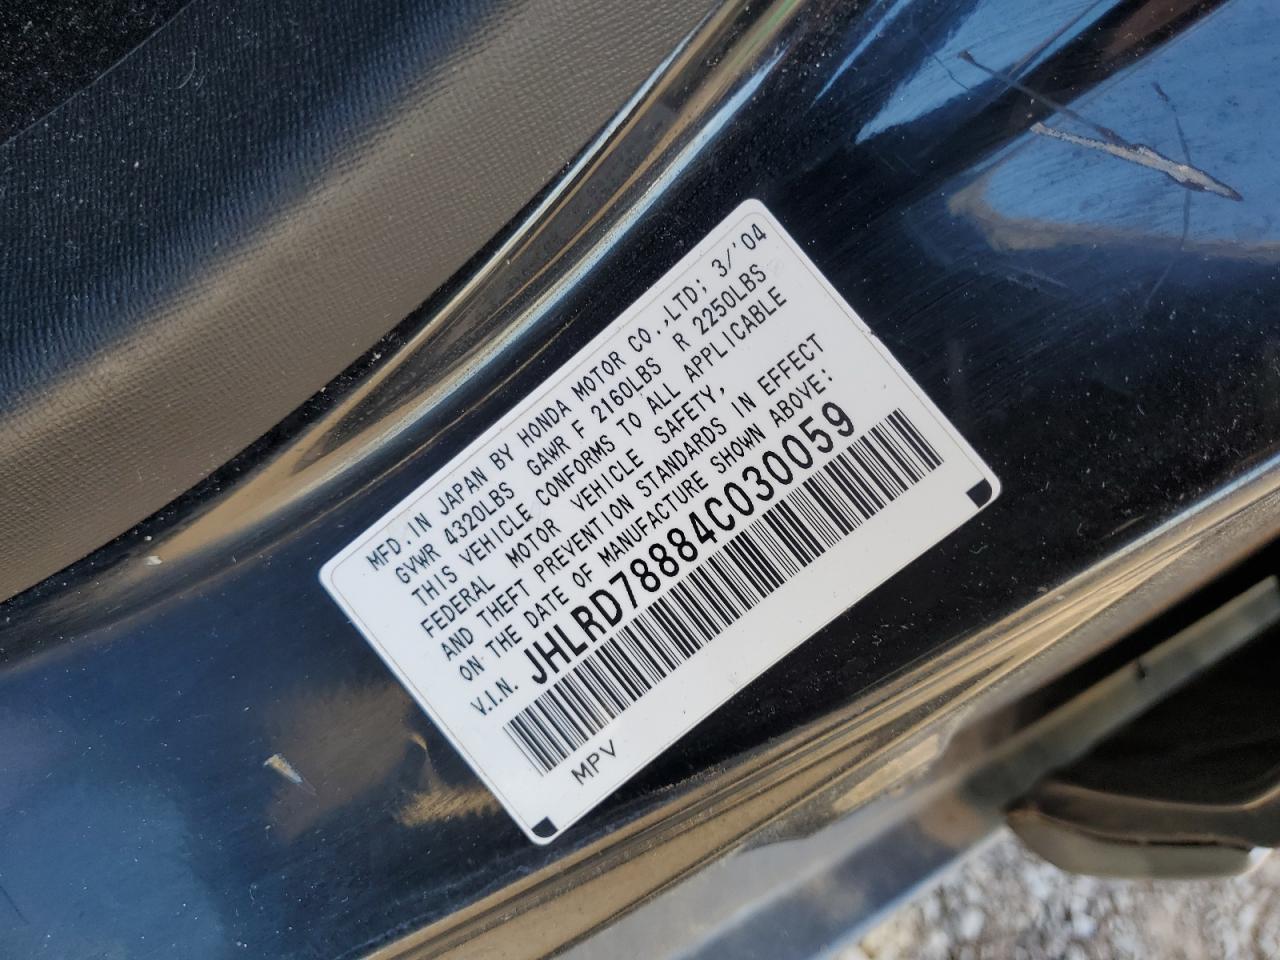 MFD.IN JAPAN BY HONDA MOTOR CO.,LTD; 3/'04
GVWR 4320LBS GAWR F 2160LBS R 2250LBS
THIS VEHICLE CONFORMS TO ALL APPLICABLE
FEDERAL MOTOR VEHICLE SAFETY,
AND THEFT PREVENTION STANDARDS IN EFFECT
ON THE DATE OF MANUFACTURE SHOWN ABOVE:
V.I.N. JHLRD78884C030059
MPV